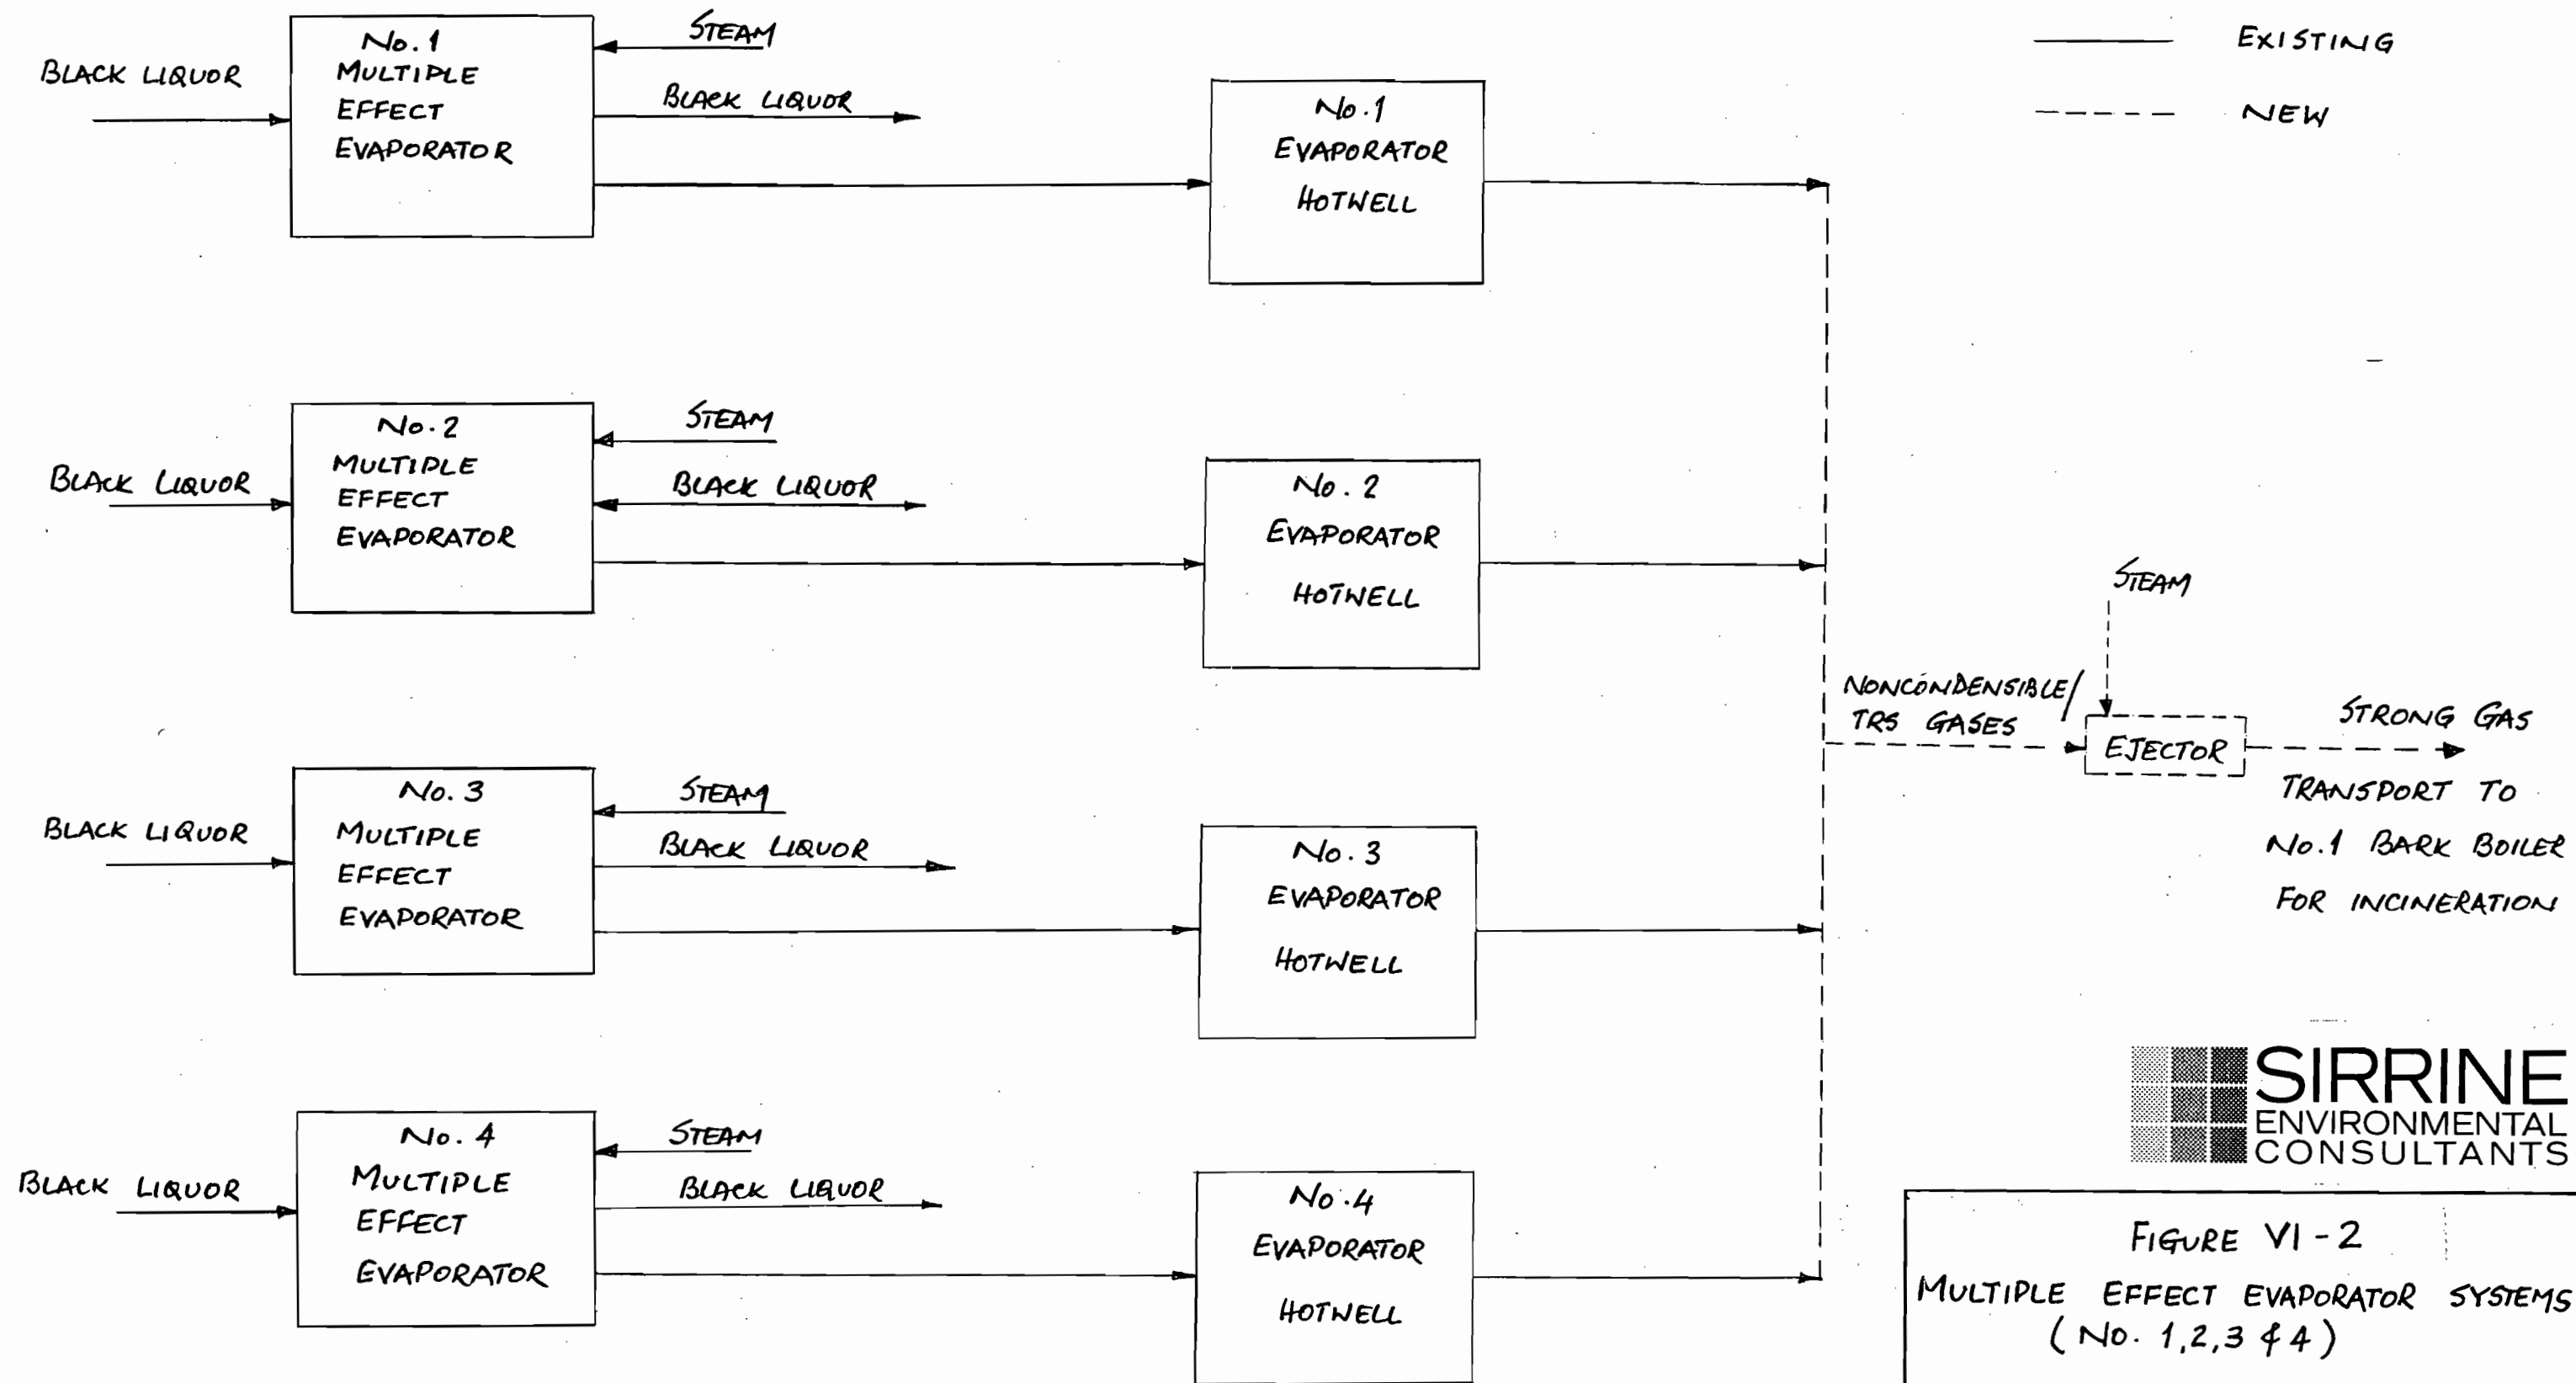 EXISTING
NEW
BLACK LIQUOR
No. 1
MULTIPLE
EFFECT
EVAPORATOR
STEAM
BLACK LIQUOR
No. 1
EVAPORATOR
HOTWELL
BLACK LIQUOR
No. 2
MULTIPLE
EFFECT
EVAPORATOR
STEAM
BLACK LIQUOR
No. 2
EVAPORATOR
HOTWELL
BLACK LIQUOR
No. 3
MULTIPLE
EFFECT
EVAPORATOR
STEAM
BLACK LIQUOR
No. 3
EVAPORATOR
HOTWELL
BLACK LIQUOR
No. 4
MULTIPLE
EFFECT
EVAPORATOR
STEAM
BLACK LIQUOR
No. 4
EVAPORATOR
HOTWELL
NONCONDENSIBLE/
TRS GASES
STEAM
EJECTOR
STRONG GAS
TRANSPORT TO
No. 1 BARK BOILER
FOR INCINERATION
SIRRINE
ENVIRONMENTAL
CONSULTANTS
FIGURE VI-2
MULTIPLE EFFECT EVAPORATOR SYSTEMS
(No. 1,2,3 & 4)